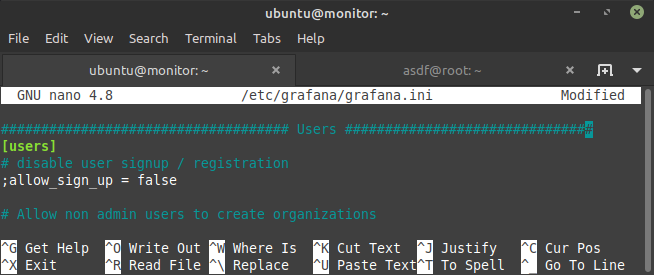 ubuntu@monitor: ~
File Edit View Search Terminal Tabs Help
ubuntu@monitor: ~ asdf@root: ~
GNU nano 4.8 /etc/grafana/grafana.ini Modified
#################################### Users ###############################
[users]
# disable user signup / registration
;allow_sign_up = false
# Allow non admin users to create organizations
^G Get Help ^O Write Out ^W Where Is ^K Cut Text ^J Justify ^C Cur Pos
^X Exit ^R Read File ^\ Replace ^U Paste Text ^T To Spell ^_ Go To Line